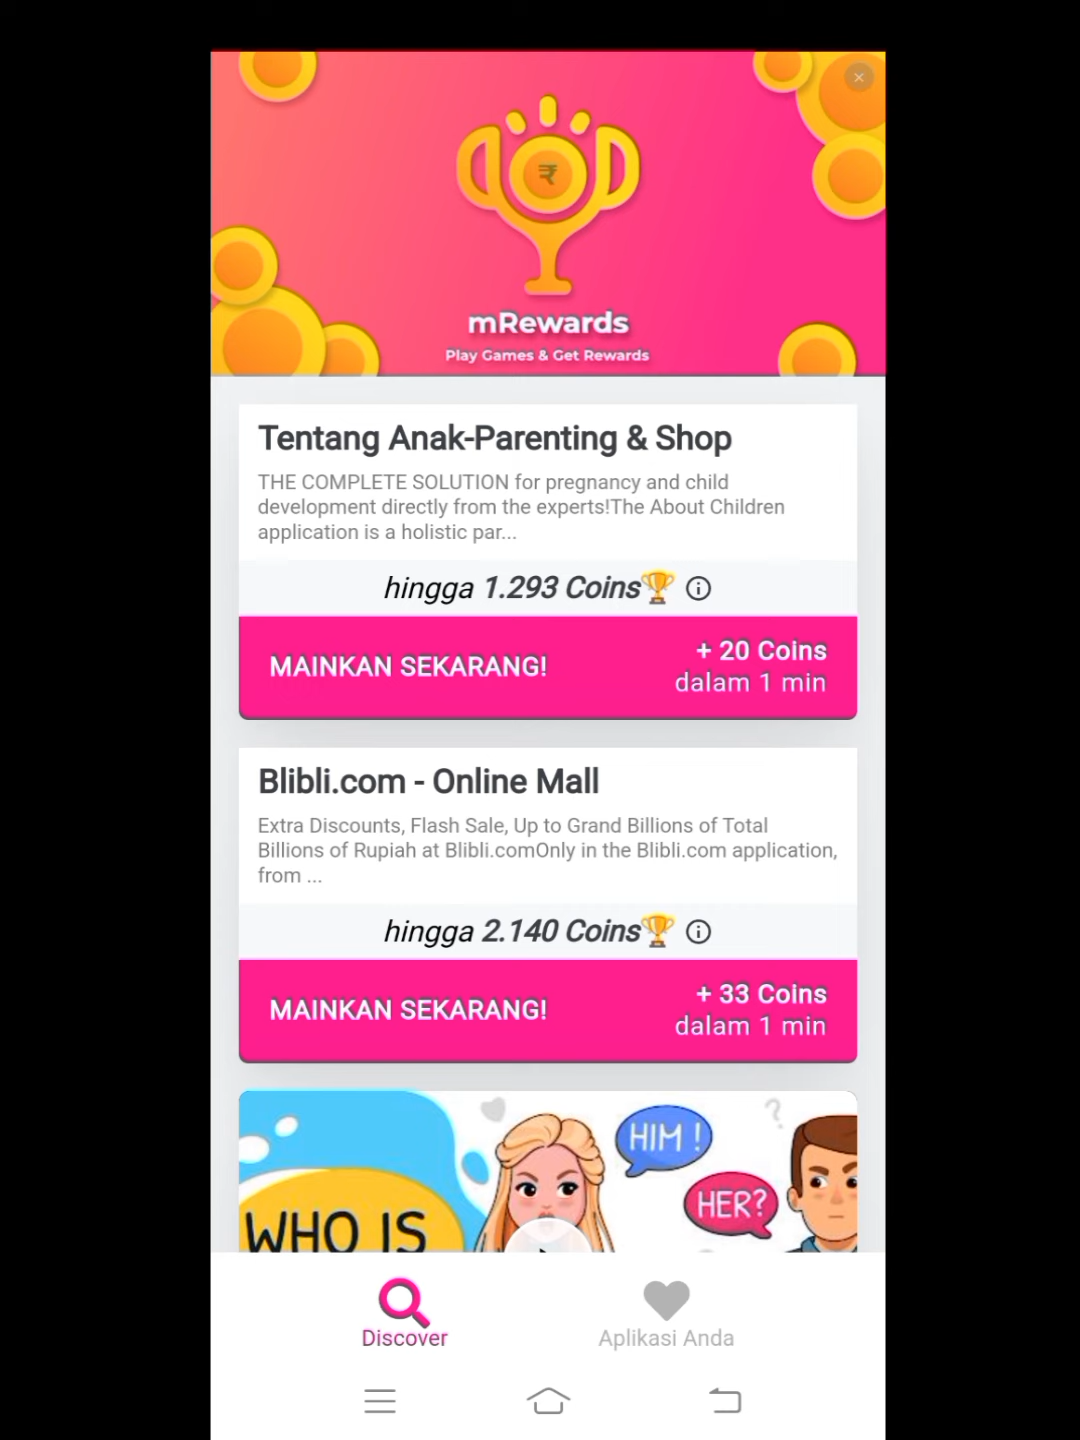 ₹
mRewards
Play Games & Get Rewards
Tentang Anak-Parenting & Shop
THE COMPLETE SOLUTION for pregnancy and child
development directly from the experts!The About Children
application is a holistic par...
hingga 1.293 Coins🏆
MAINKAN SEKARANG!
+ 20 Coins
dalam 1 min
Blibli.com - Online Mall
Extra Discounts, Flash Sale, Up to Grand Billions of Total
Billions of Rupiah at Blibli.comOnly in the Blibli.com application,
from ...
hingga 2.140 Coins🏆
MAINKAN SEKARANG!
+ 33 Coins
dalam 1 min
HIM !
?
HER?
WHO IS
Discover
Aplikasi Anda